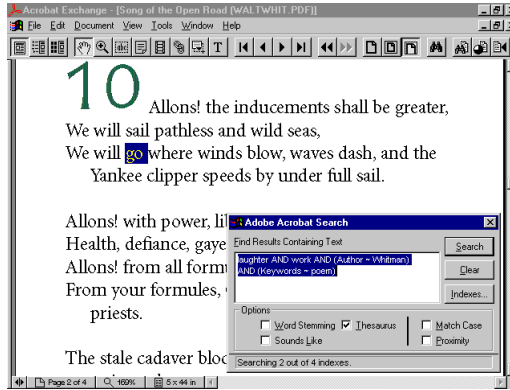 Acrobat Exchange - [Song of the Open Road (WALTWHIT.PDF)]
File Edit Document View Tools Window Help
10
Allons! the inducements shall be greater,
We will sail pathless and wild seas,
We will go where winds blow, waves dash, and the
Yankee clipper speeds by under full sail.
Allons! with power, li
Health, defiance, gaye
Allons! from all formu
From your formules,
priests.
The stale cadaver bloc
Adobe Acrobat Search
Find Results Containing Text
laughter AND work AND (Author ~ Whitman)
AND (Keywords ~ poem)
Search
Clear
Indexes...
Options
Word Stemming Thesaurus Match Case
Sounds Like Proximity
Searching 2 out of 4 indexes.
Page 2 of 4 169% 5 x 44 in